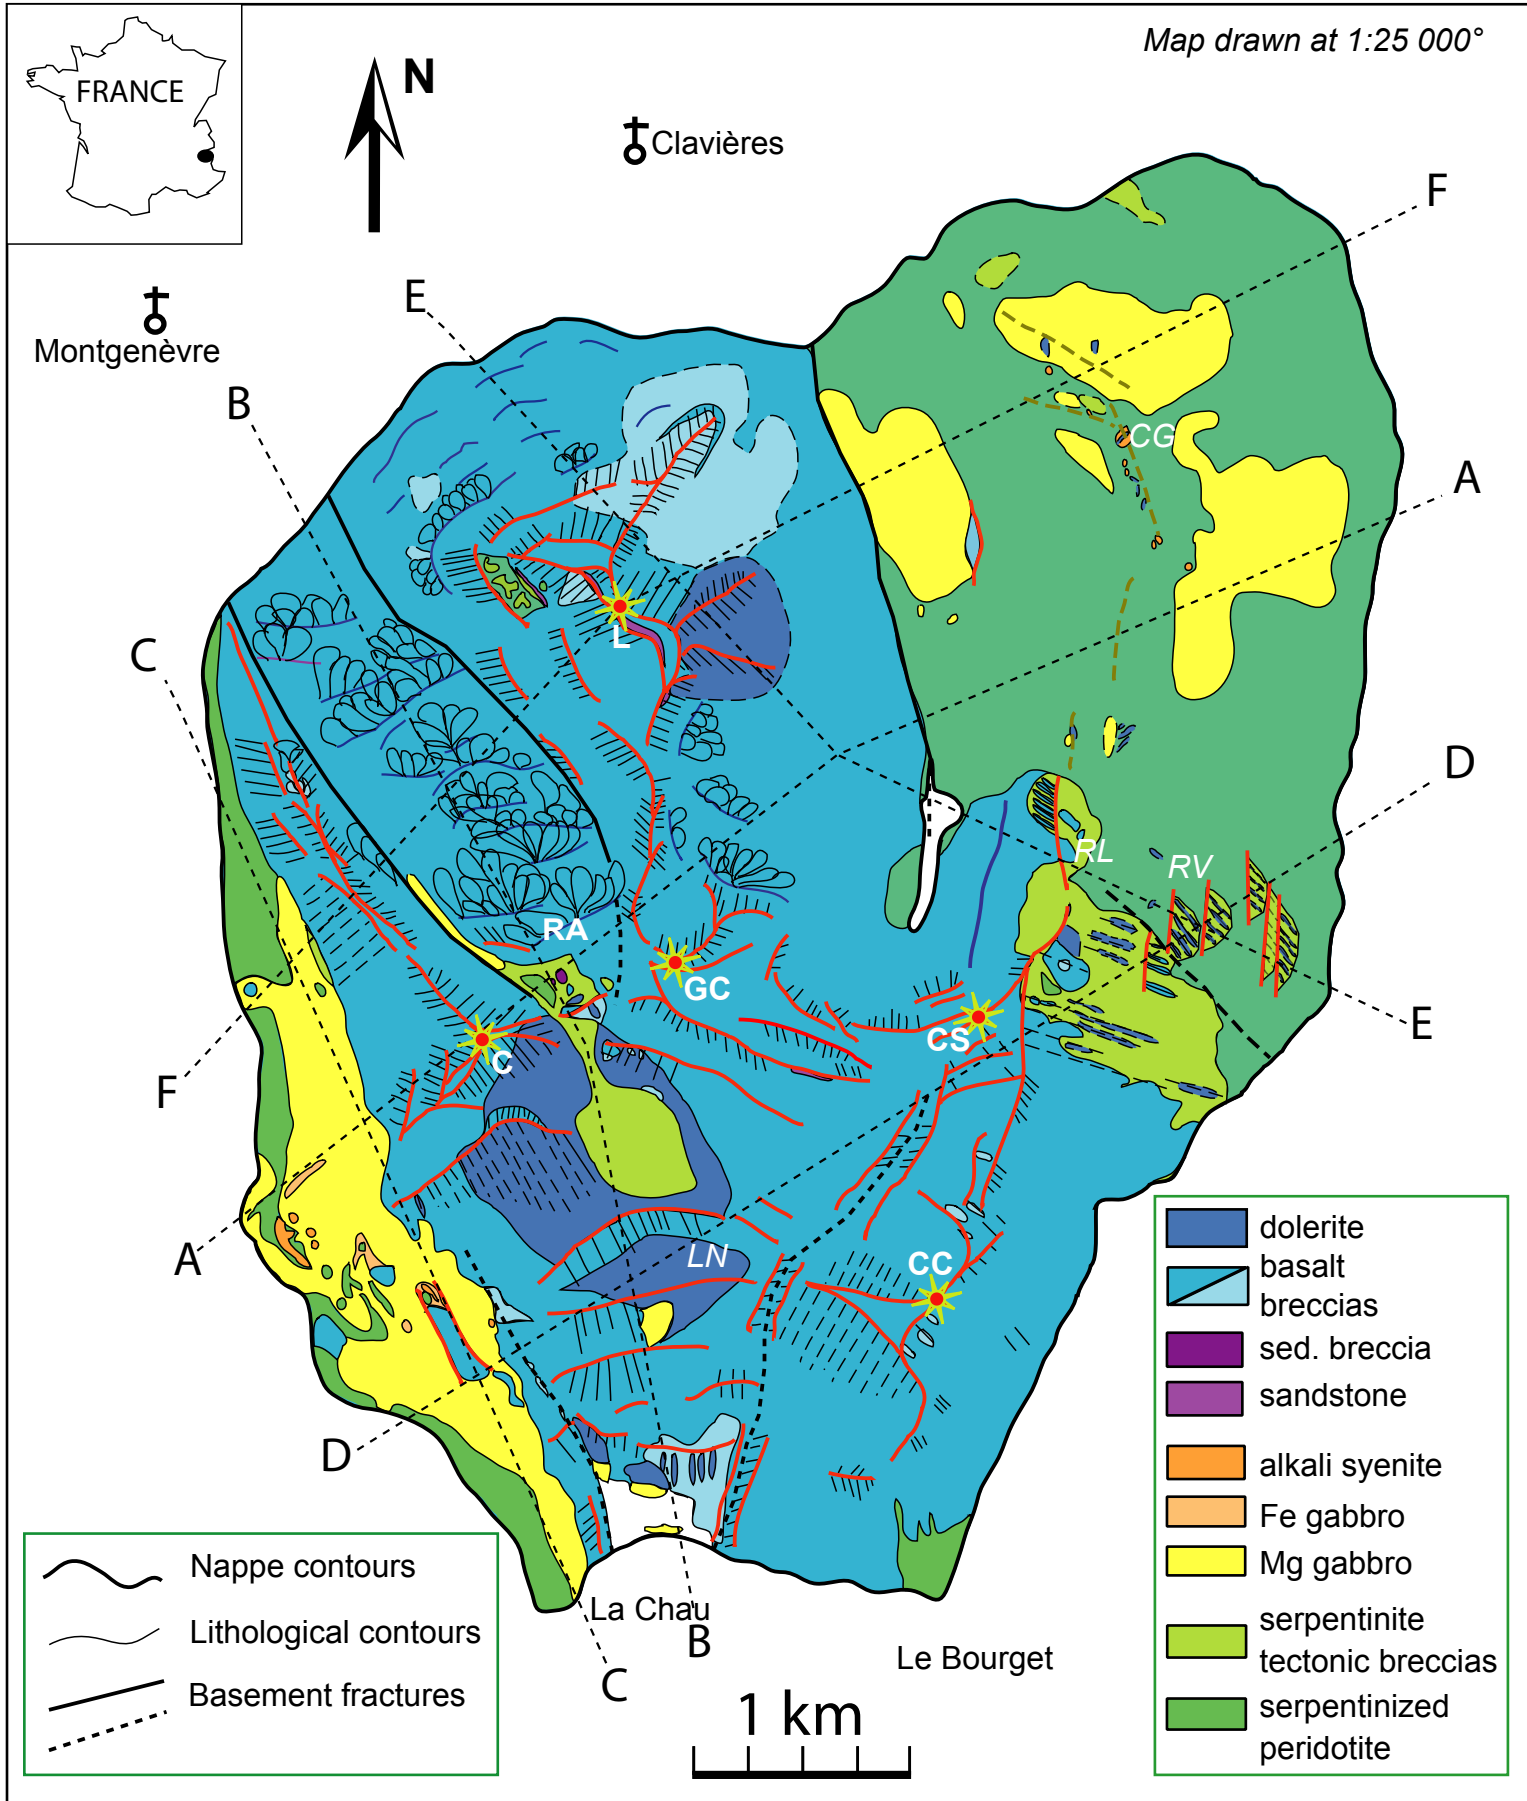 Map drawn at 1:25 000°
FRANCE
N
Clavières
Montgenèvre
F
E
B
A
C
D
CG
L
RL
RV
RA
GC
CS
C
E
F
A
LN
CC
D
La Chau
B
C
Le Bourget
1 km
Nappe contours
Lithological contours
Basement fractures
dolerite
basalt
breccias
sed. breccia
sandstone
alkali syenite
Fe gabbro
Mg gabbro
serpentinite
tectonic breccias
serpentinized
peridotite